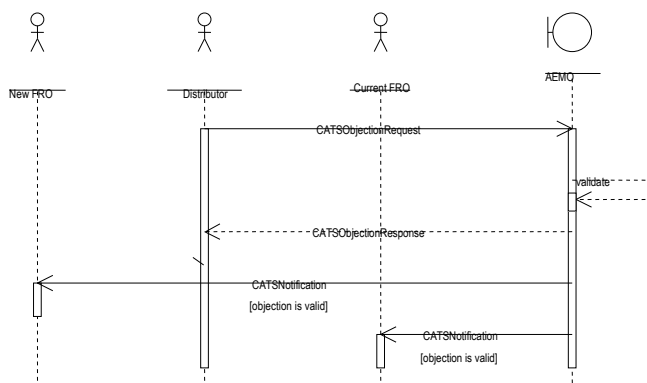 New FRO
Distributor
Current FRO
AEMO
CATSObjectionRequest
validate
CATSObjectionResponse
CATSNotification
[objection is valid]
CATSNotification
[objection is valid]